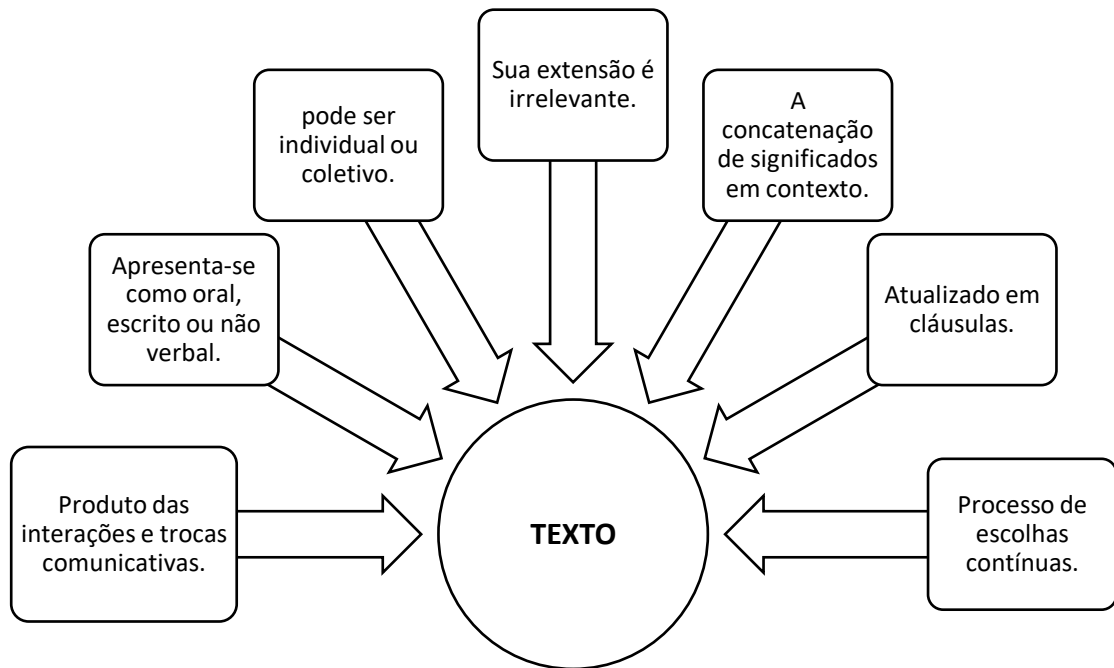 Produto das
interações e trocas
comunicativas.
Apresenta-se
como oral,
escrito ou não
verbal.
pode ser
individual ou
coletivo.
Sua extensão é
irrelevante.
A
concatenação
de significados
em contexto.
Atualizado em
cláusulas.
Processo de
escolhas
contínuas.
TEXTO